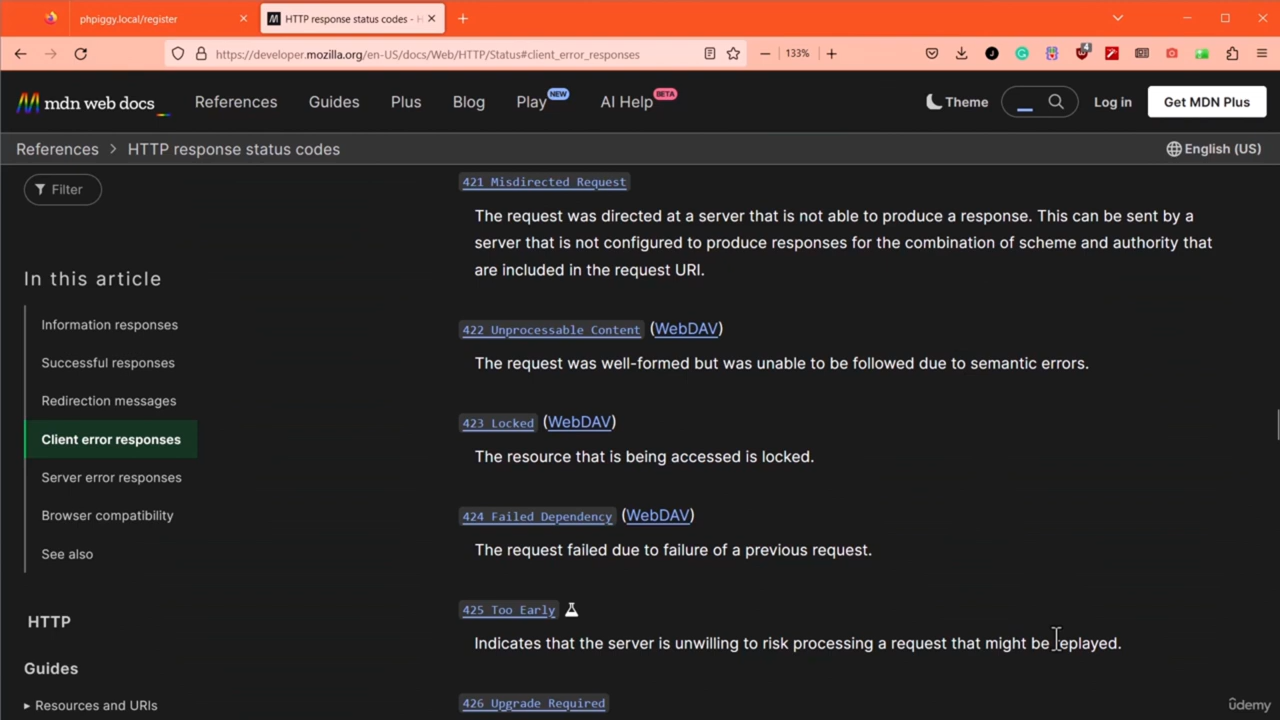 phpiggy.local/register
HTTP response status codes - H
https://developer.mozilla.org/en-US/docs/Web/HTTP/Status#client_error_responses
133%
4
mdn web docs
References
Guides
Plus
Blog
Play
NEW
AI Help
BETA
Theme
Log in
Get MDN Plus
References > HTTP response status codes
English (US)
Filter
In this article
Information responses
Successful responses
Redirection messages
Client error responses
Server error responses
Browser compatibility
See also
HTTP
Guides
Resources and URIs
421 Misdirected Request
The request was directed at a server that is not able to produce a response. This can be sent by a
server that is not configured to produce responses for the combination of scheme and authority that
are included in the request URI.
422 Unprocessable Content (WebDAV)
The request was well-formed but was unable to be followed due to semantic errors.
423 Locked (WebDAV)
The resource that is being accessed is locked.
424 Failed Dependency (WebDAV)
The request failed due to failure of a previous request.
425 Too Early
Indicates that the server is unwilling to risk processing a request that might be replayed.
426 Upgrade Required
ûdemy